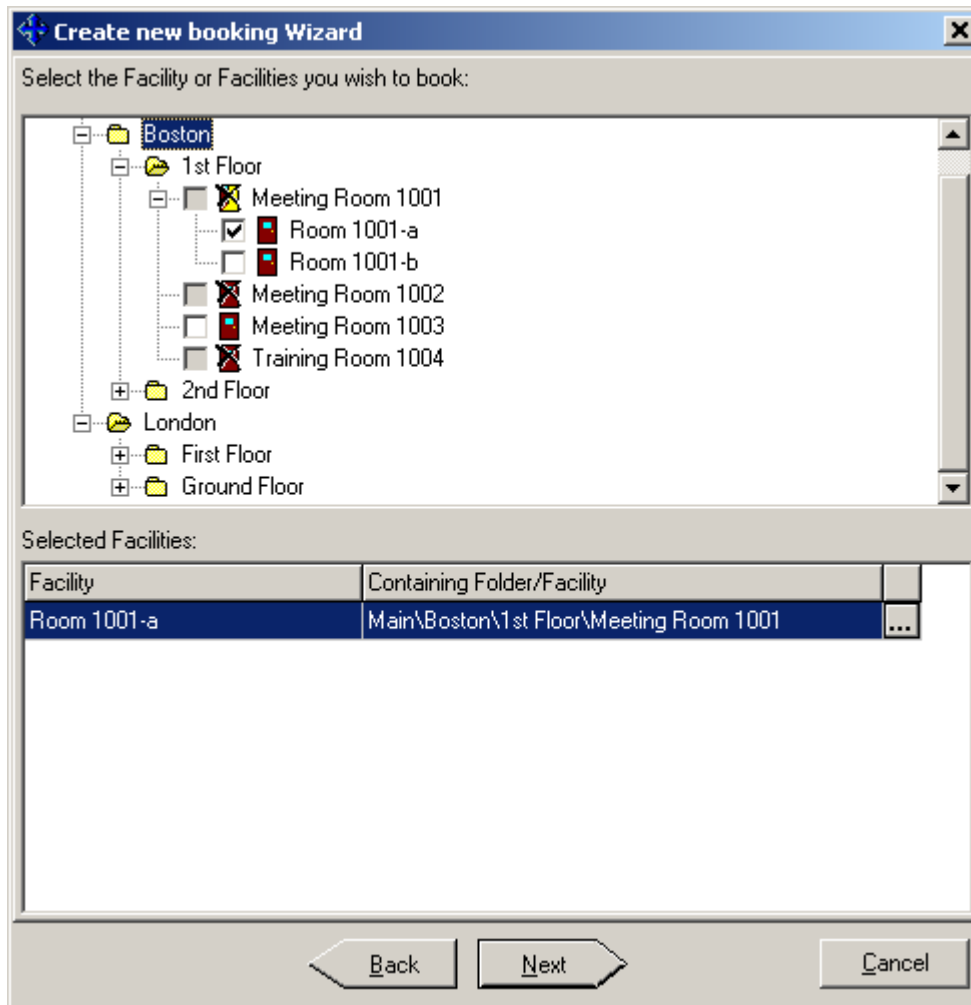 Create new booking Wizard
Select the Facility or Facilities you wish to book:
Boston
1st Floor
Meeting Room 1001
Room 1001-a
Room 1001-b
Meeting Room 1002
Meeting Room 1003
Training Room 1004
2nd Floor
London
First Floor
Ground Floor
Selected Facilities:
Facility Containing Folder/Facility
Room 1001-a Main\Boston\1st Floor\Meeting Room 1001 ...
Back Next Cancel